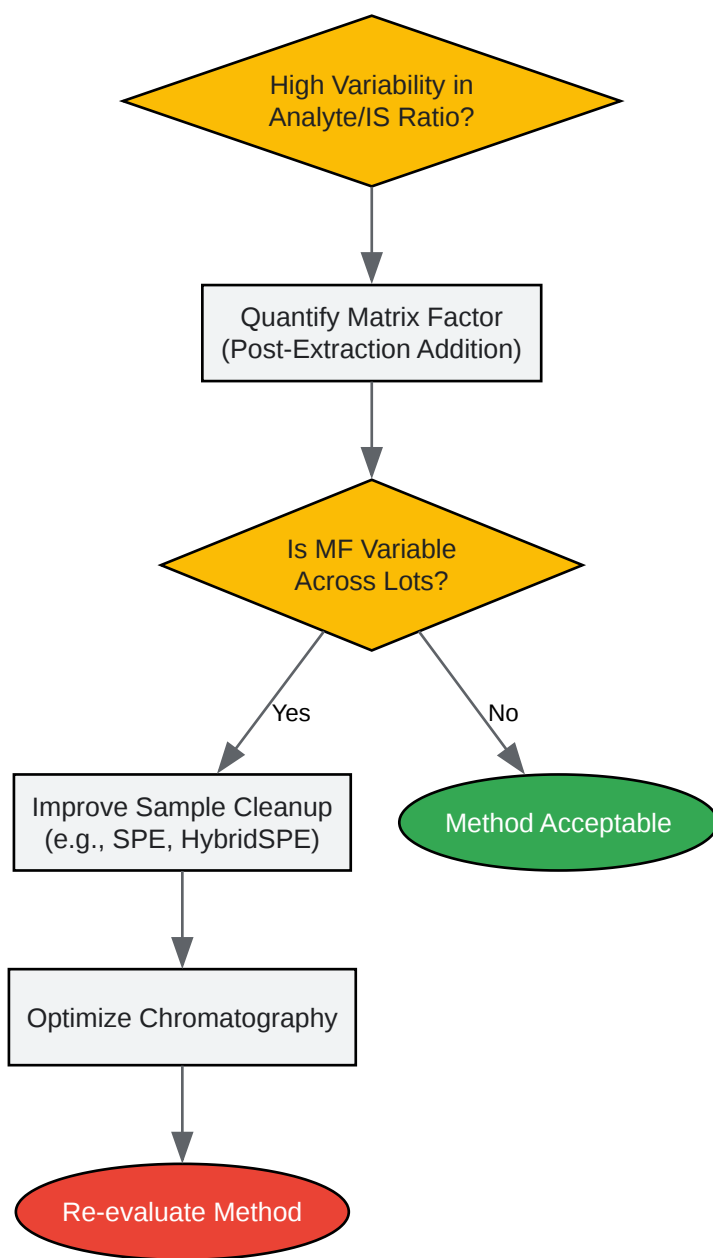 High Variability in
Analyte/IS Ratio?
Quantify Matrix Factor
(Post-Extraction Addition)
Is MF Variable
Across Lots?
Yes
No
Improve Sample Cleanup
(e.g., SPE, HybridSPE)
Method Acceptable
Optimize Chromatography
Re-evaluate Method